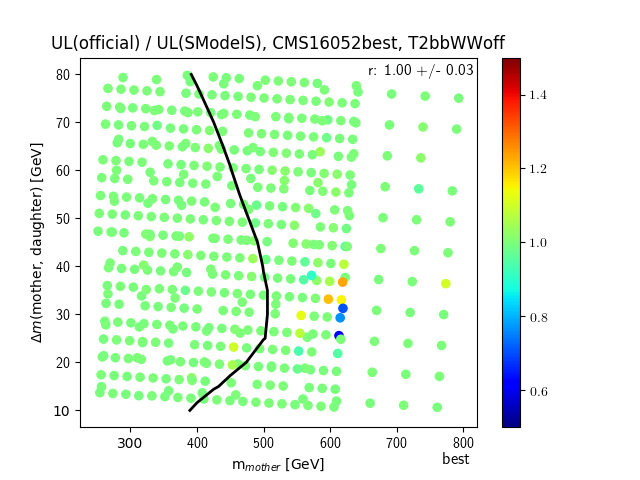 UL(official) / UL(SModelS), CMS16052best, T2bbWWoff
r: 1.00 +/- 0.03
Δm(mother, daughter) [GeV]
80
70
60
50
40
30
20
10
300 400 500 600 700 800
m_mother [GeV]
best
1.4
1.2
1.0
0.8
0.6